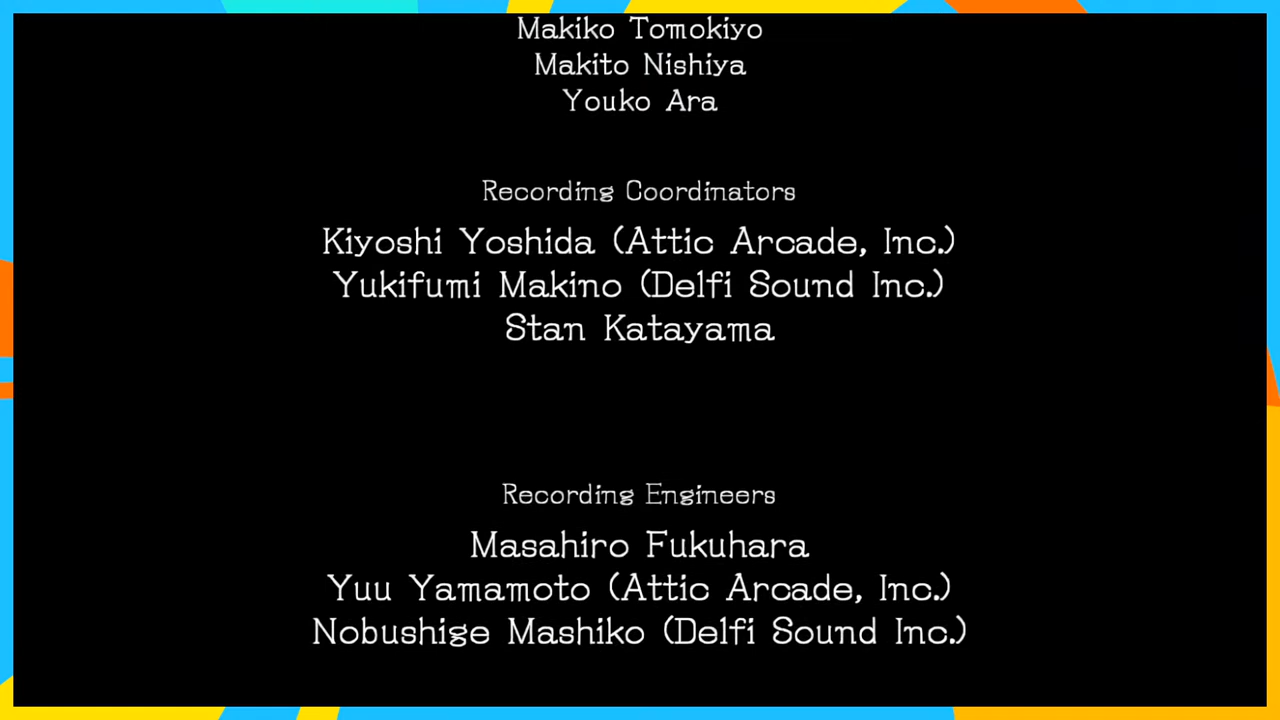 Makiko Tomokiyo
Makito Nishiya
Youko Ara
Recording Coordinators
Kiyoshi Yoshida (Attic Arcade, Inc.)
Yukifumi Makino (Delfi Sound Inc.)
Stan Katayama
Recording Engineers
Masahiro Fukuhara
Yuu Yamamoto (Attic Arcade, Inc.)
Nobushige Mashiko (Delfi Sound Inc.)